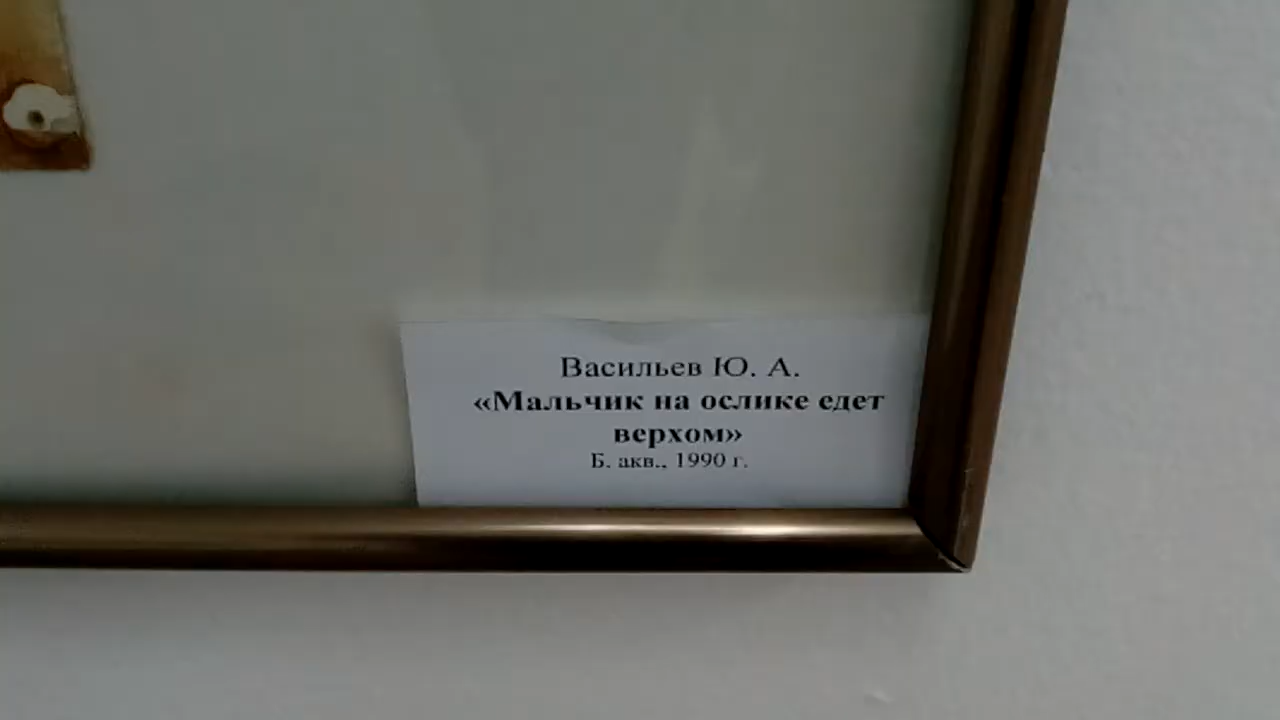 Васильев Ю. А.
«Мальчик на ослике едет
верхом»
Б. акв., 1990 г.